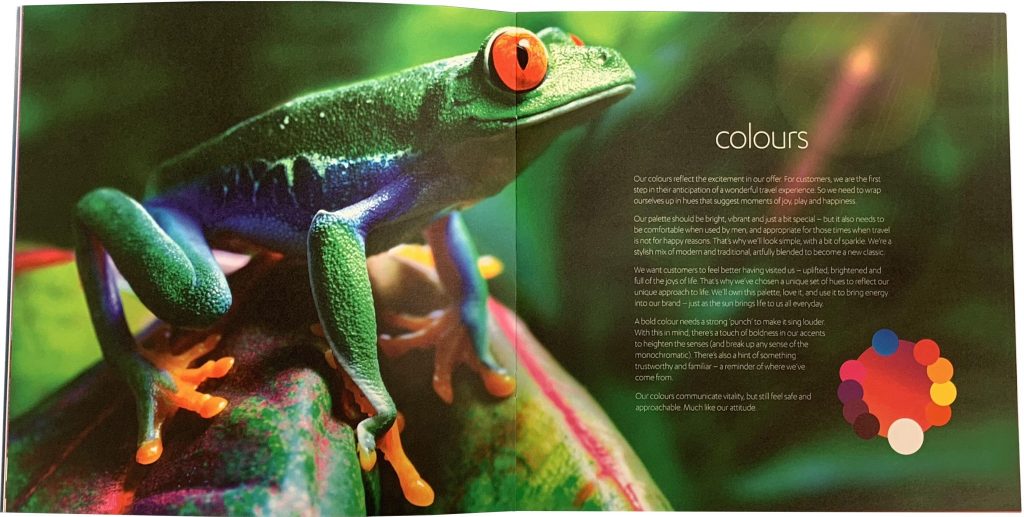 colours
Our colours reflect the excitement in our offer. For customers, we are the first
step in their anticipation of a wonderful travel experience. So we need to wrap
ourselves up in hues that suggest moments of joy, play and happiness.
Our palette should be bright, vibrant and just a bit special – but it also needs to
be comfortable when used by men, and appropriate for those times when travel
is not for happy reasons. That's why we'll look simple, with a bit of sparkle. We're a
stylish mix of modern and traditional, artfully blended to become a new classic.
We want customers to feel better having visited us – uplifted, brightened and
full of the joys of life. That's why we've chosen a unique set of hues to reflect our
unique approach to life. We'll own this palette, love it, and use it to bring energy
into our brand – just as the sun brings life to us all everyday.
A bold colour needs a strong 'punch' to make it sing louder.
With this in mind, there's a touch of boldness in our accents
to heighten the senses (and break up any sense of the
monochromatic). There's also a hint of something
trustworthy and familiar – a reminder of where we've
come from.
Our colours communicate vitality, but still feel safe and
approachable. Much like our attitude.